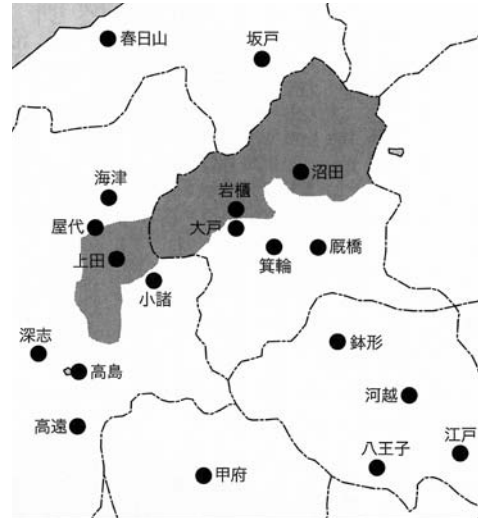 春日山
坂戸
沼田
海津
岩櫃
屋代
大戸
上田
箕輪
厩橋
小諸
深志
鉢形
高島
河越
高遠
江戸
八王子
甲府